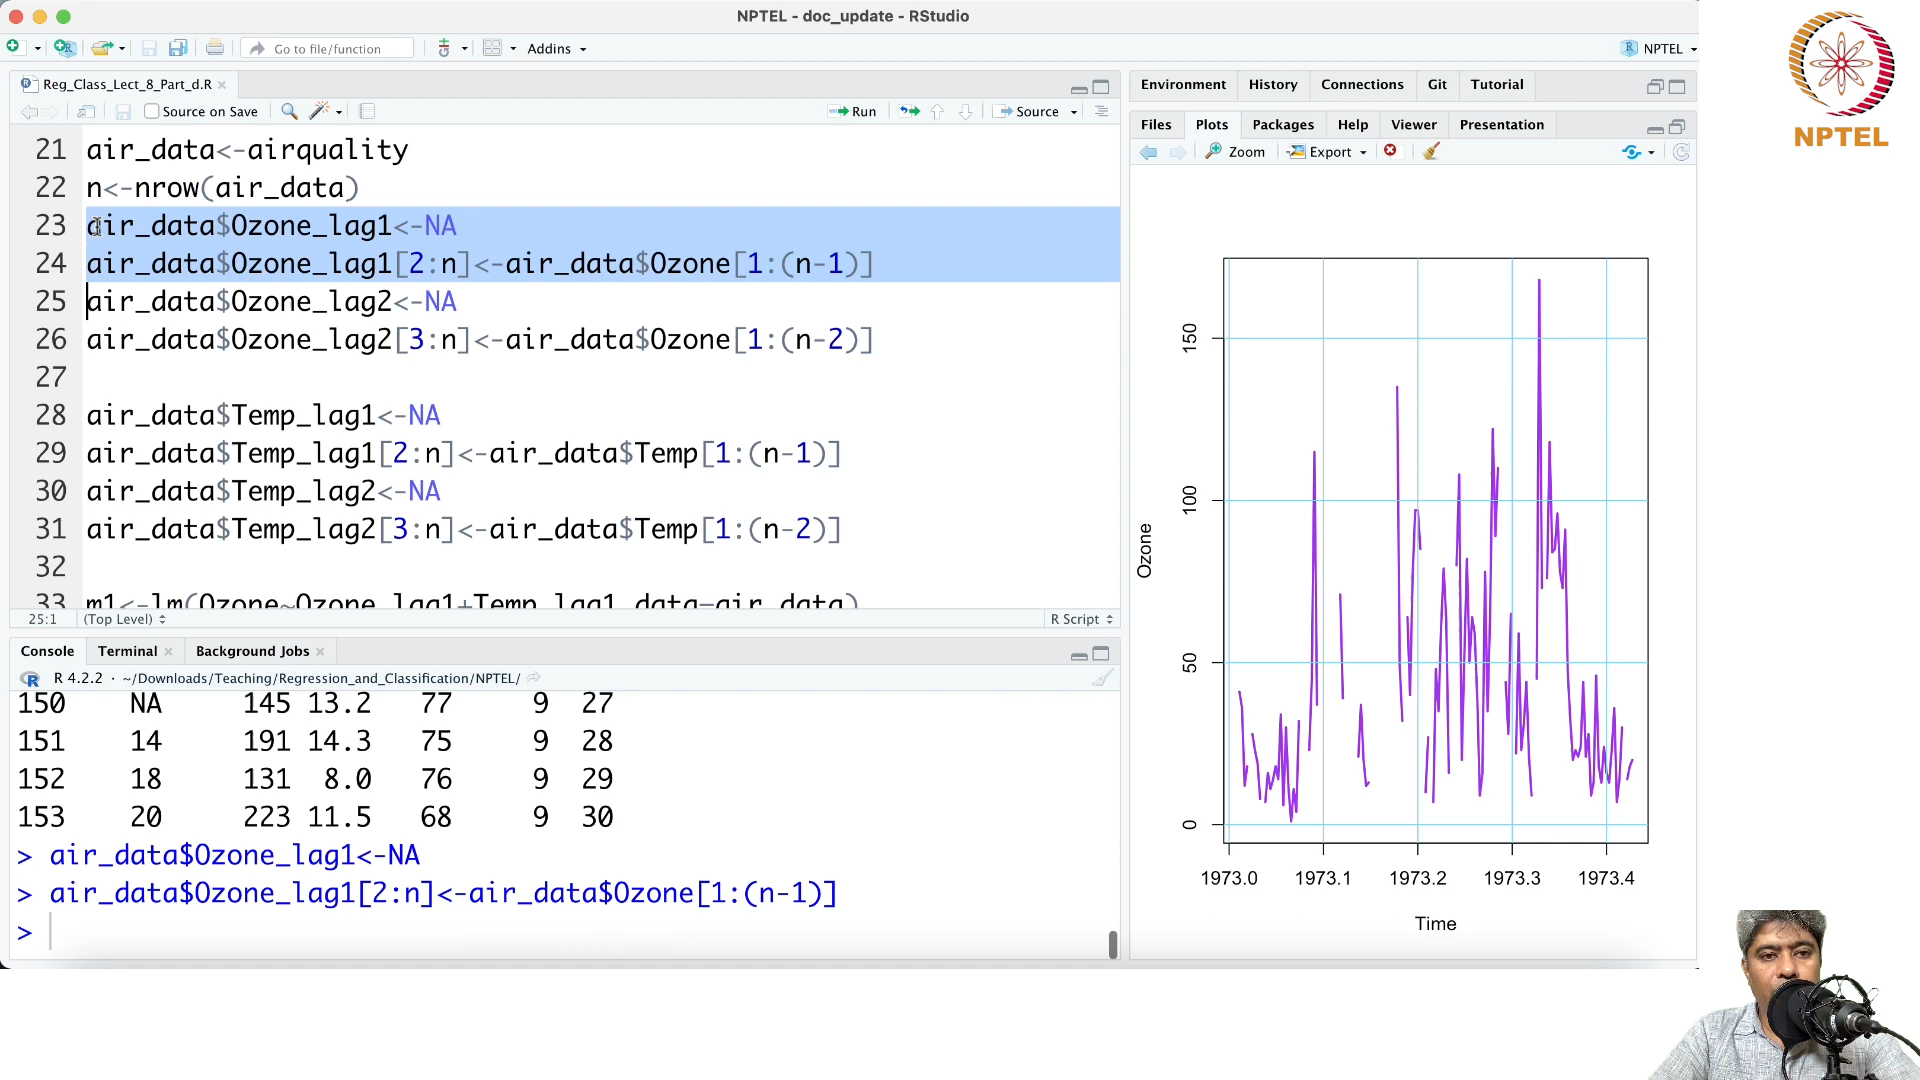 NPTEL - doc_update - RStudio
Go to file/function
Addins
NPTEL
Reg_Class_Lect_8_Part_d.R
Source on Save
Run
Source
21 air_data<-airquality
22 n<-nrow(air_data)
23 air_data$Ozone_lag1<-NA
24 air_data$Ozone_lag1[2:n]<-air_data$Ozone[1:(n-1)]
25 air_data$Ozone_lag2<-NA
26 air_data$Ozone_lag2[3:n]<-air_data$Ozone[1:(n-2)]
27
28 air_data$Temp_lag1<-NA
29 air_data$Temp_lag1[2:n]<-air_data$Temp[1:(n-1)]
30 air_data$Temp_lag2<-NA
31 air_data$Temp_lag2[3:n]<-air_data$Temp[1:(n-2)]
32
33 m1<-lm(Ozone~Ozone_lag1+Temp_lag1,data=air_data)
25:1 (Top Level) R Script
Console Terminal Background Jobs
R 4.2.2 · ~/Downloads/Teaching/Regression_and_Classification/NPTEL/
150 NA 145 13.2 77 9 27
151 14 191 14.3 75 9 28
152 18 131 8.0 76 9 29
153 20 223 11.5 68 9 30
> air_data$Ozone_lag1<-NA
> air_data$Ozone_lag1[2:n]<-air_data$Ozone[1:(n-1)]
>
Environment History Connections Git Tutorial
Files Plots Packages Help Viewer Presentation
Zoom Export
150
100
50
0
Ozone
1973.0 1973.1 1973.2 1973.3 1973.4
Time
NPTEL